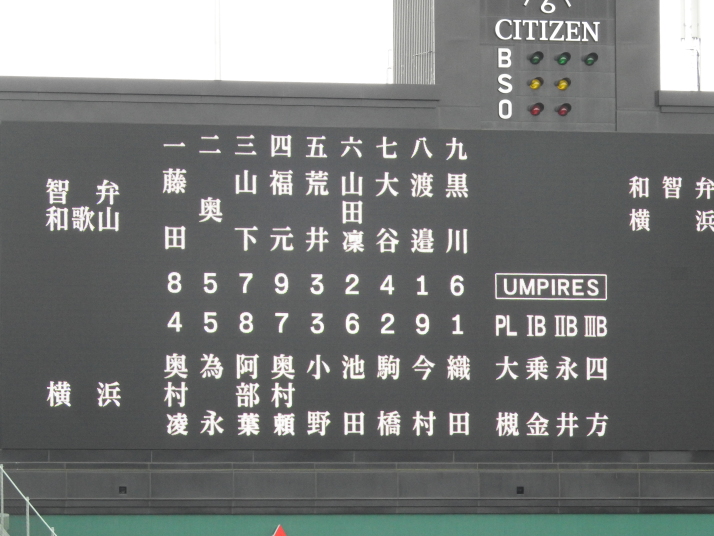 6
CITIZEN
B
S
O
一 二 三 四 五 六 七 八 九
智弁和歌山
藤田 奥 山下 福元 荒井 山田凜 大谷 渡邉 黒川
8 5 7 9 3 2 4 1 6
4 5 8 7 3 6 2 9 1
横浜
奥村凌 為永 阿部葉 奥村頼 小野 池田 駒橋 今村 織田
UMPIRES
PL IB IIB IIIB
大槻 乗金 永井 四方
和智弁
横浜